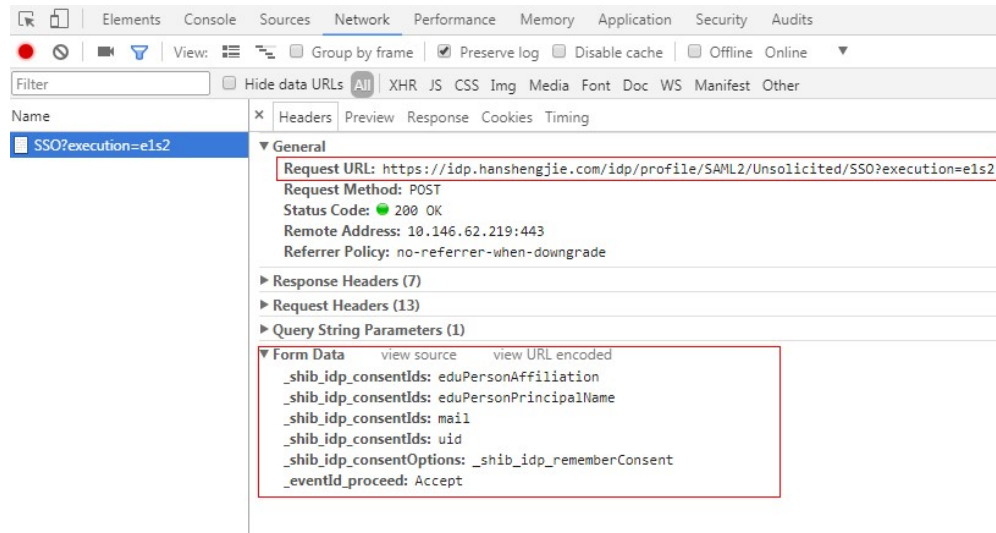 Elements Console Sources Network Performance Memory Application Security Audits
View: Group by frame Preserve log Disable cache Offline Online
Filter Hide data URLs All XHR JS CSS Img Media Font Doc WS Manifest Other
Name × Headers Preview Response Cookies Timing
SSO?execution=e1s2
General
Request URL: https://idp.hanshengjie.com/idp/profile/SAML2/Unsolicited/SSO?execution=e1s2
Request Method: POST
Status Code: 200 OK
Remote Address: 10.146.62.219:443
Referrer Policy: no-referrer-when-downgrade
Response Headers (7)
Request Headers (13)
Query String Parameters (1)
Form Data view source view URL encoded
_shib_idp_consentIds: eduPersonAffiliation
_shib_idp_consentIds: eduPersonPrincipalName
_shib_idp_consentIds: mail
_shib_idp_consentIds: uid
_shib_idp_consentOptions: _shib_idp_rememberConsent
_eventId_proceed: Accept